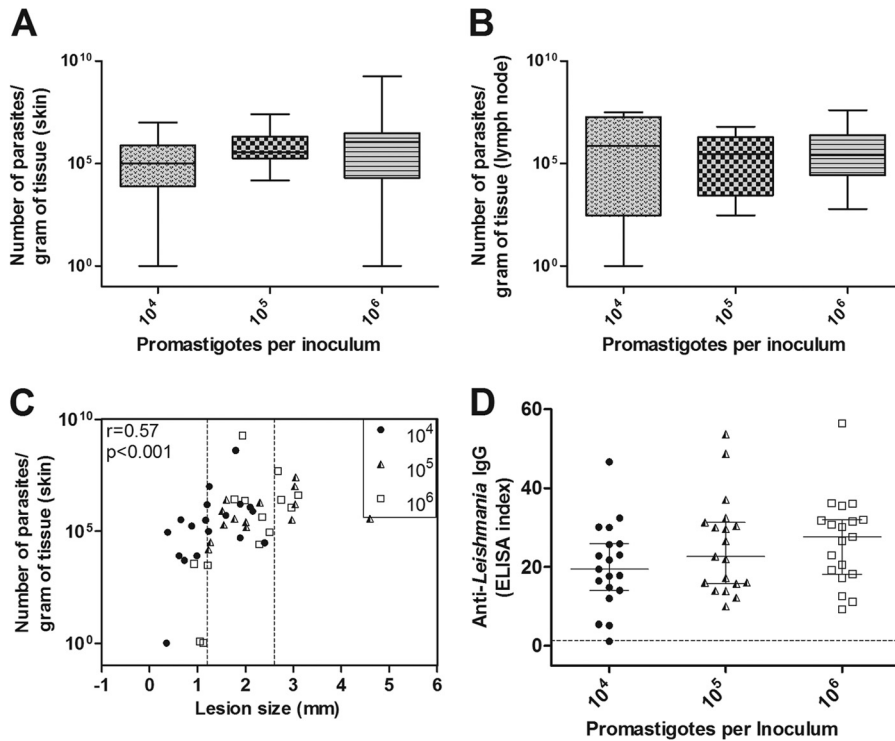 A
Number of parasites/
gram of tissue (skin)
10^10
10^5
10^0
10^4
10^5
10^6
Promastigotes per inoculum
B
Number of parasites/
gram of tissue (lymph node)
10^10
10^5
10^0
10^4
10^5
10^6
Promastigotes per inoculum
C
Number of parasites/
gram of tissue (skin)
10^10
10^5
10^0
r=0.57
p<0.001
10^4
10^5
10^6
-1 0 1 2 3 4 5 6
Lesion size (mm)
D
Anti-Leishmania IgG
(ELISA index)
60
40
20
0
10^4
10^5
10^6
Promastigotes per Inoculum